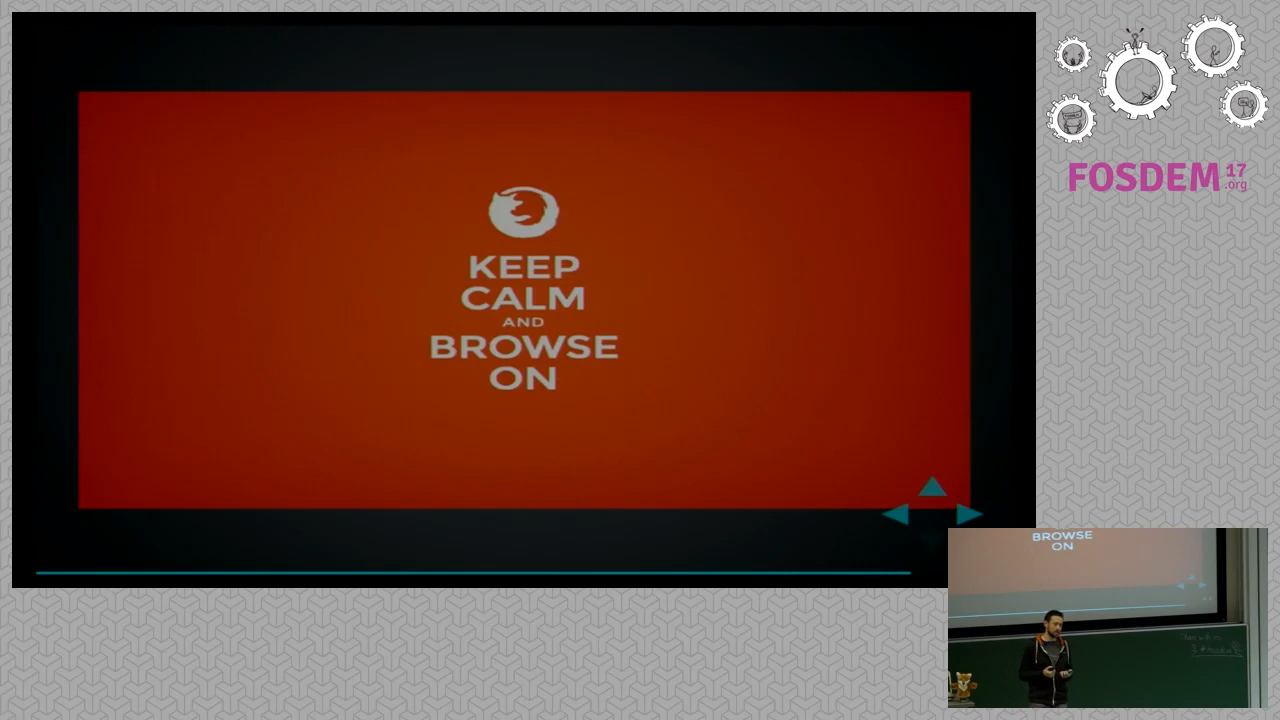 KEEP
CALM
AND
BROWSE
ON
FOSDEM 17
.org
BROWSE
ON